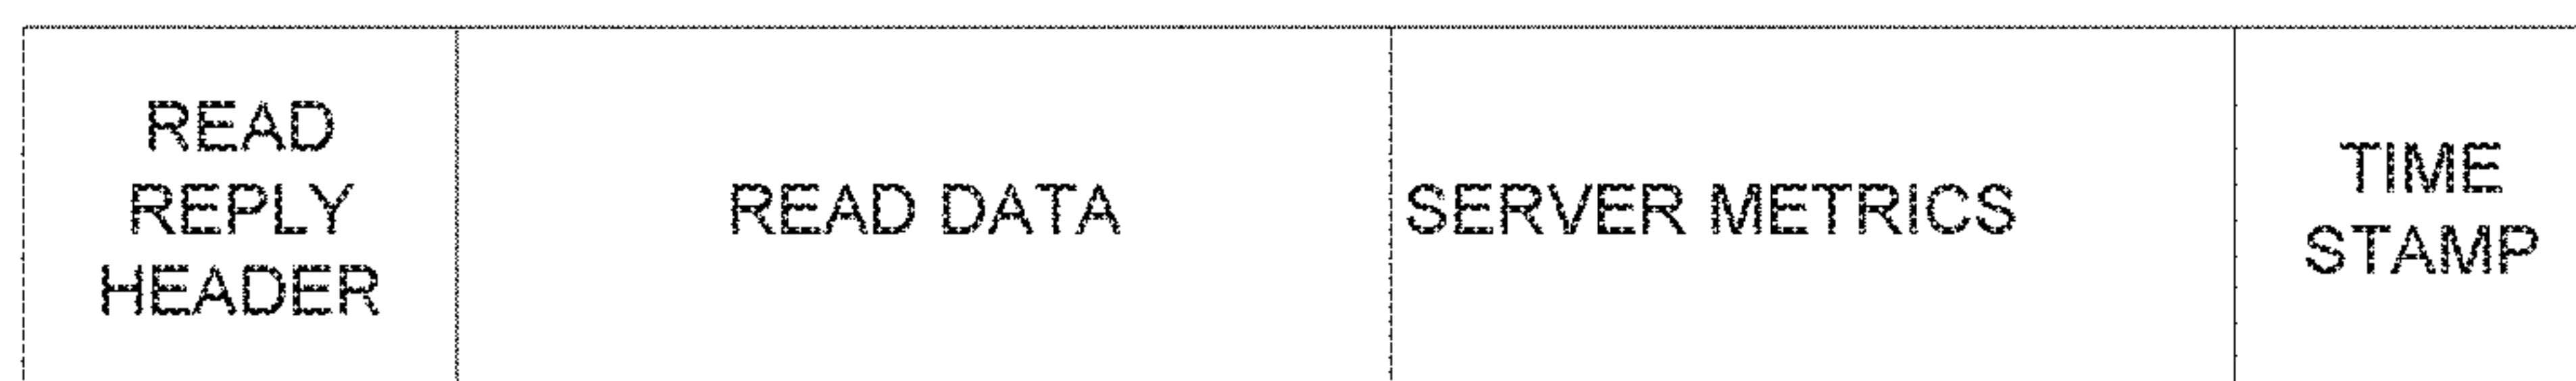 READ
REPLY
HEADER
READ DATA
SERVER METRICS
TIME
STAMP